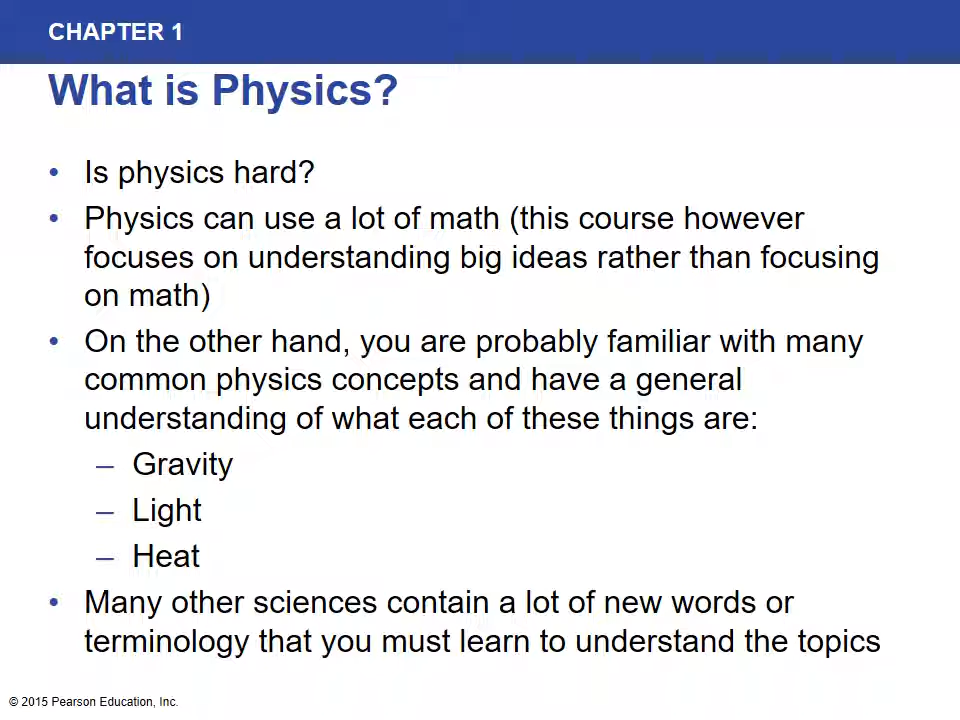 CHAPTER 1
What is Physics?
• Is physics hard?
• Physics can use a lot of math (this course however
focuses on understanding big ideas rather than focusing
on math)
• On the other hand, you are probably familiar with many
common physics concepts and have a general
understanding of what each of these things are:
– Gravity
– Light
– Heat
• Many other sciences contain a lot of new words or
terminology that you must learn to understand the topics
© 2015 Pearson Education, Inc.